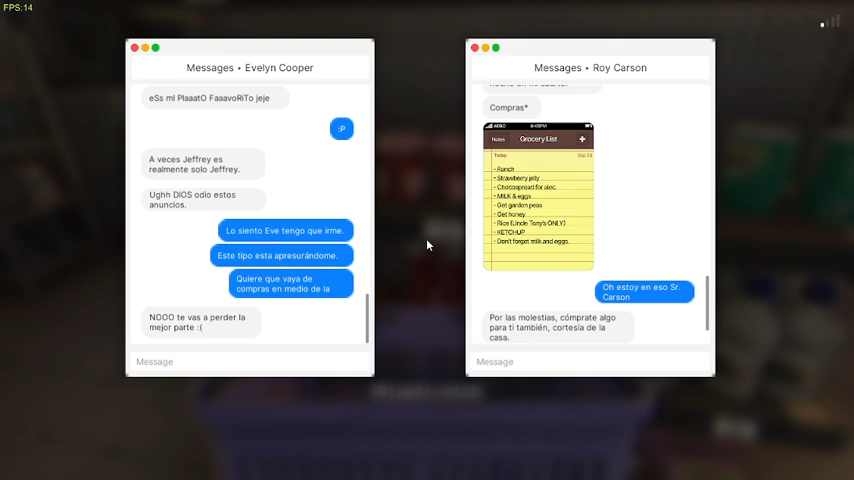 FPS:14
Messages • Evelyn Cooper
eSs mI PlaaatO FaaavoRiTo jeje
:P
A veces Jeffrey es
realmente solo Jeffrey.
Ughh DIOS odio estos
anuncios.
Lo siento Eve tengo que irme.
Este tipo esta apresurándome.
Quiere que vaya de
compras en medio de la
NOOO te vas a perder la
mejor parte :(
Message
Messages • Roy Carson
Compras*
Notes
Grocery List
+
Today
Sep 23
- Ranch
- Strawberry jelly
- Chocospread for alec.
- MILK & eggs
- Get garden peas
- Get honey
- Rice (Uncle Tony's ONLY)
- KETCHUP
- Don't forget milk and eggs.
Oh estoy en eso Sr.
Carson
Por las molestias, cómprate algo
para ti también, cortesía de la
casa.
Message